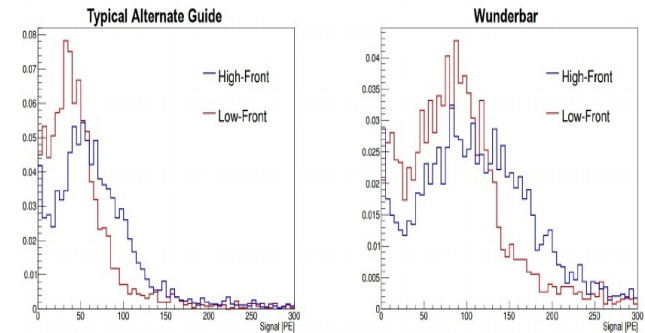 Typical Alternate Guide
0.08
0.07
0.06
0.05
0.04
0.03
0.02
0.01
0
0 50 100 150 200 250 300
Signal [PE]
High-Front
Low-Front
Wunderbar
0.04
0.035
0.03
0.025
0.02
0.015
0.01
0.005
0
0 50 100 150 200 250 300
Signal [PE]
High-Front
Low-Front